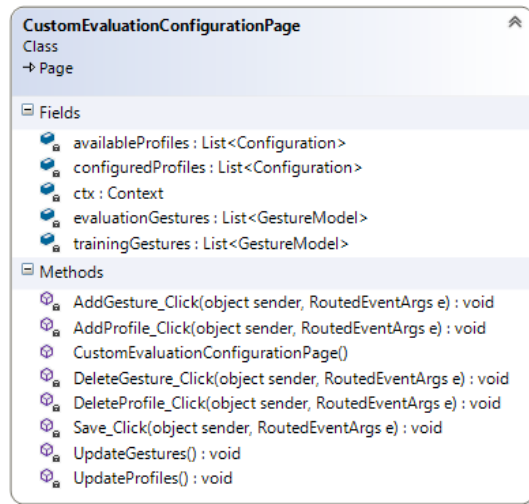 CustomEvaluationConfigurationPage
Class
Page
Fields
availableProfiles : List<Configuration>
configuredProfiles : List<Configuration>
ctx : Context
evaluationGestures : List<GestureModel>
trainingGestures : List<GestureModel>
Methods
AddGesture_Click(object sender, RoutedEventArgs e) : void
AddProfile_Click(object sender, RoutedEventArgs e) : void
CustomEvaluationConfigurationPage()
DeleteGesture_Click(object sender, RoutedEventArgs e) : void
DeleteProfile_Click(object sender, RoutedEventArgs e) : void
Save_Click(object sender, RoutedEventArgs e) : void
UpdateGestures() : void
UpdateProfiles() : void